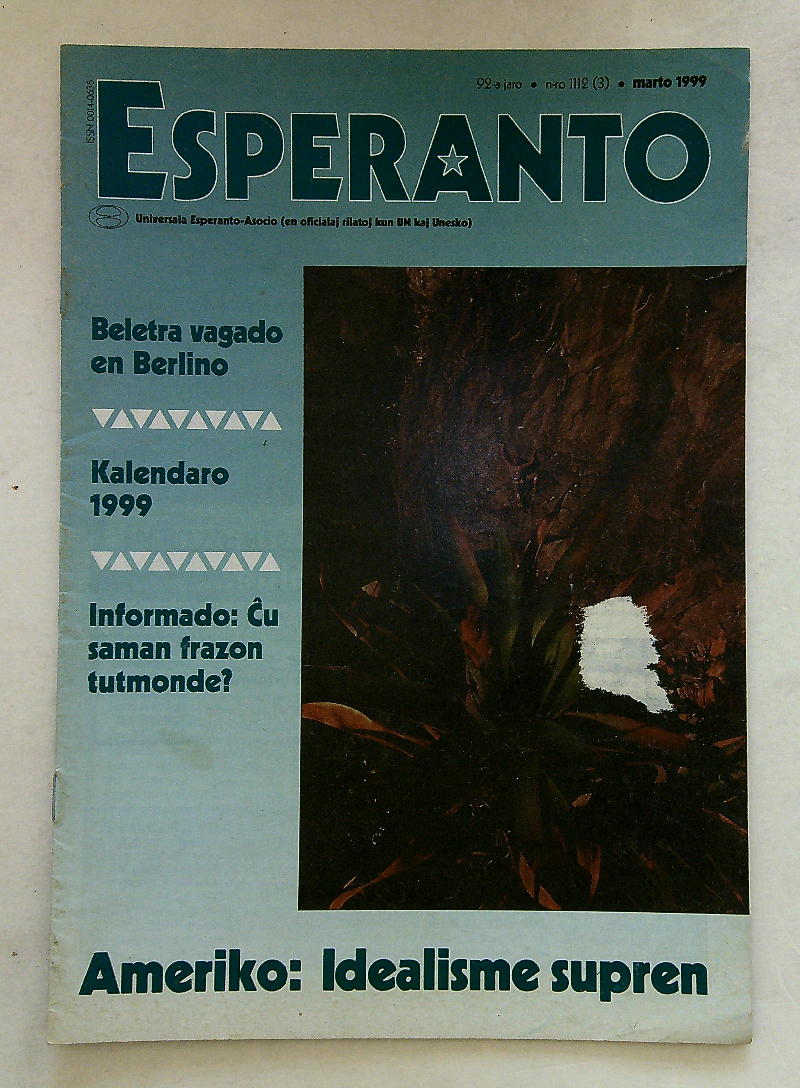 92-a jaro • n-ro 1112 (3) • marto 1999
ISSN 0014-0635
ESPERANTO
Universala Esperanto-Asocio (en oficialaj rilatoj kun UN kaj Unesko)
Beletra vagado
en Berlino
Kalendaro
1999
Informado: Ĉu
saman frazon
tutmonde?
Ameriko: Idealisme supren